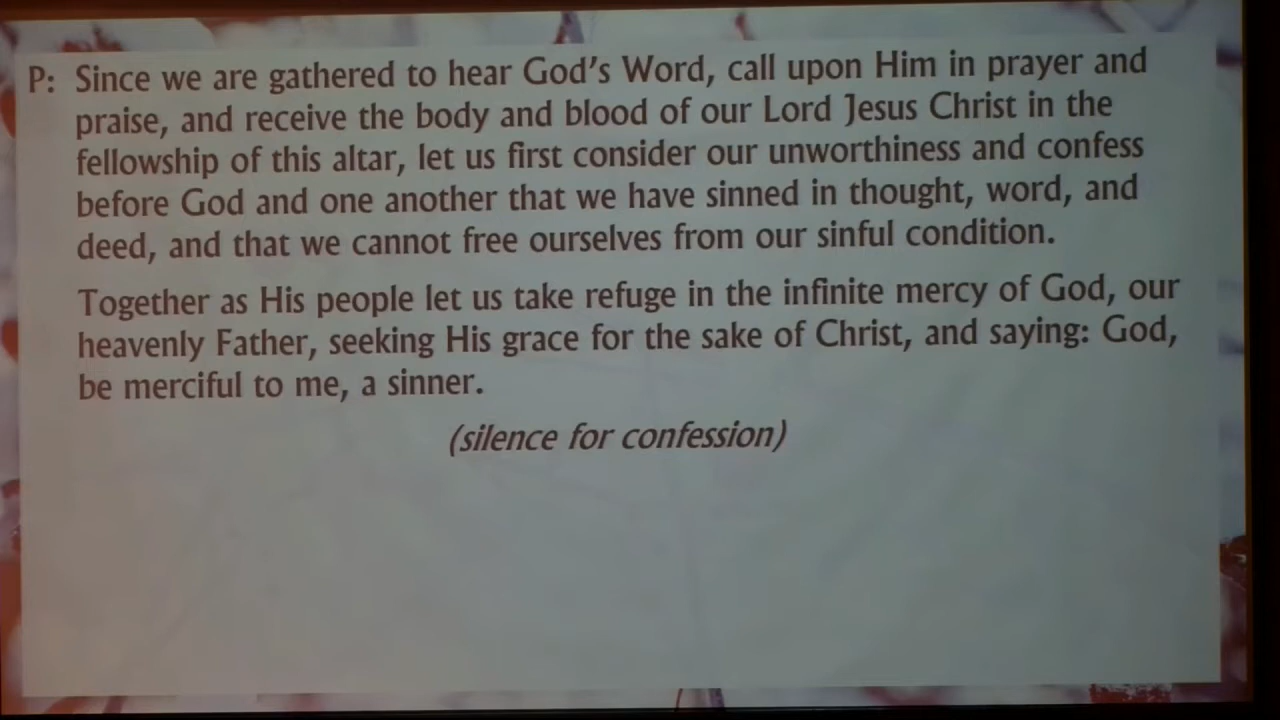 P: Since we are gathered to hear God's Word, call upon Him in prayer and
praise, and receive the body and blood of our Lord Jesus Christ in the
fellowship of this altar, let us first consider our unworthiness and confess
before God and one another that we have sinned in thought, word, and
deed, and that we cannot free ourselves from our sinful condition.
Together as His people let us take refuge in the infinite mercy of God, our
heavenly Father, seeking His grace for the sake of Christ, and saying: God,
be merciful to me, a sinner.
(silence for confession)